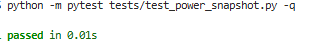 python -m pytest tests/test_power_snapshot.py -q
passed in 0.01s